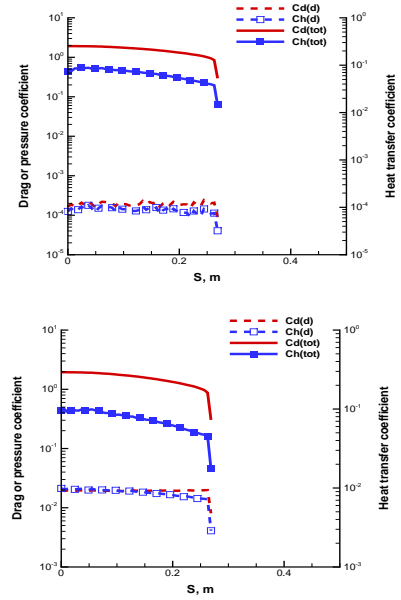 Cd(d)
Ch(d)
Cd(tot)
Ch(tot)
Drag or pressure coefficient
10^1
10^0
10^-1
10^-2
10^-3
10^-4
10^-5
10^0
10^-1
10^-2
10^-3
10^-4
10^-5
Heat transfer coefficient
0 0.2 0.4
S, m
Cd(d)
Ch(d)
Cd(tot)
Ch(tot)
Drag or pressure coefficient
10^1
10^0
10^-1
10^-2
10^-3
10^0
10^-1
10^-2
10^-3
Heat transfer coefficient
0 0.2 0.4
S, m